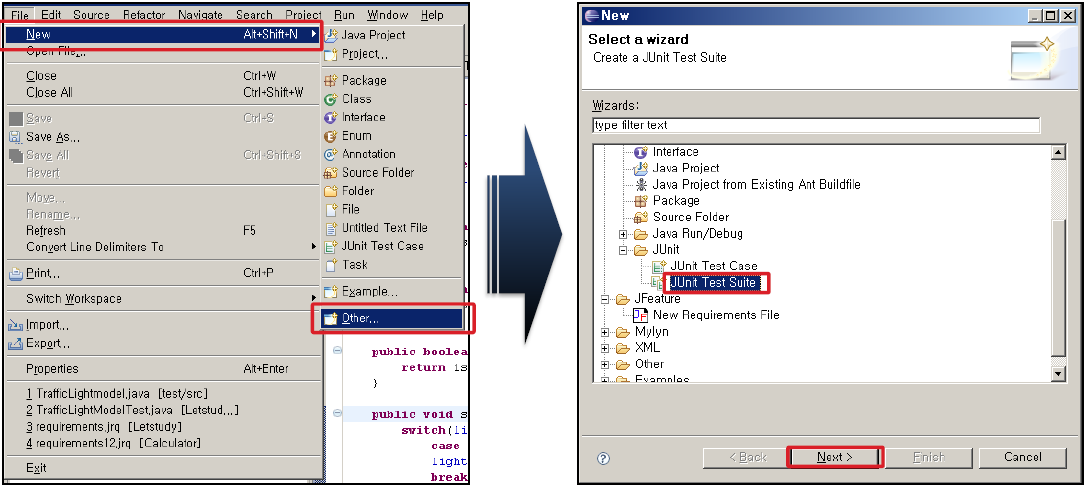 File Edit Source Refactor Navigate Search Project Run Window Help
New Alt+Shift+N
Open File...
Close Ctrl+W
Close All Ctrl+Shift+W
Save Ctrl+S
Save As...
Save All Ctrl+Shift+S
Revert
Move...
Rename...
Refresh F5
Convert Line Delimiters To
Print... Ctrl+P
Switch Workspace
Import...
Export...
Properties Alt+Enter
1 TrafficLightmodel.java [test/src]
2 TrafficLightModelTest.java [Letstud...]
3 requirements.jrq [Letstudy]
4 requirements12.jrq [Calculator]
Exit
Java Project
Project...
Package
Class
Interface
Enum
Annotation
Source Folder
Folder
File
Untitled Text File
JUnit Test Case
Task
Example...
Other...
public boolea
return is
}
public void s
switch(li
case
light
break
New
Select a wizard
Create a JUnit Test Suite
Wizards:
type filter text
Interface
Java Project
Java Project from Existing Ant Buildfile
Package
Source Folder
Java Run/Debug
JUnit
JUnit Test Case
JUnit Test Suite
JFeature
New Requirements File
Mylyn
XML
Other
Examples
< Back Next > Finish Cancel